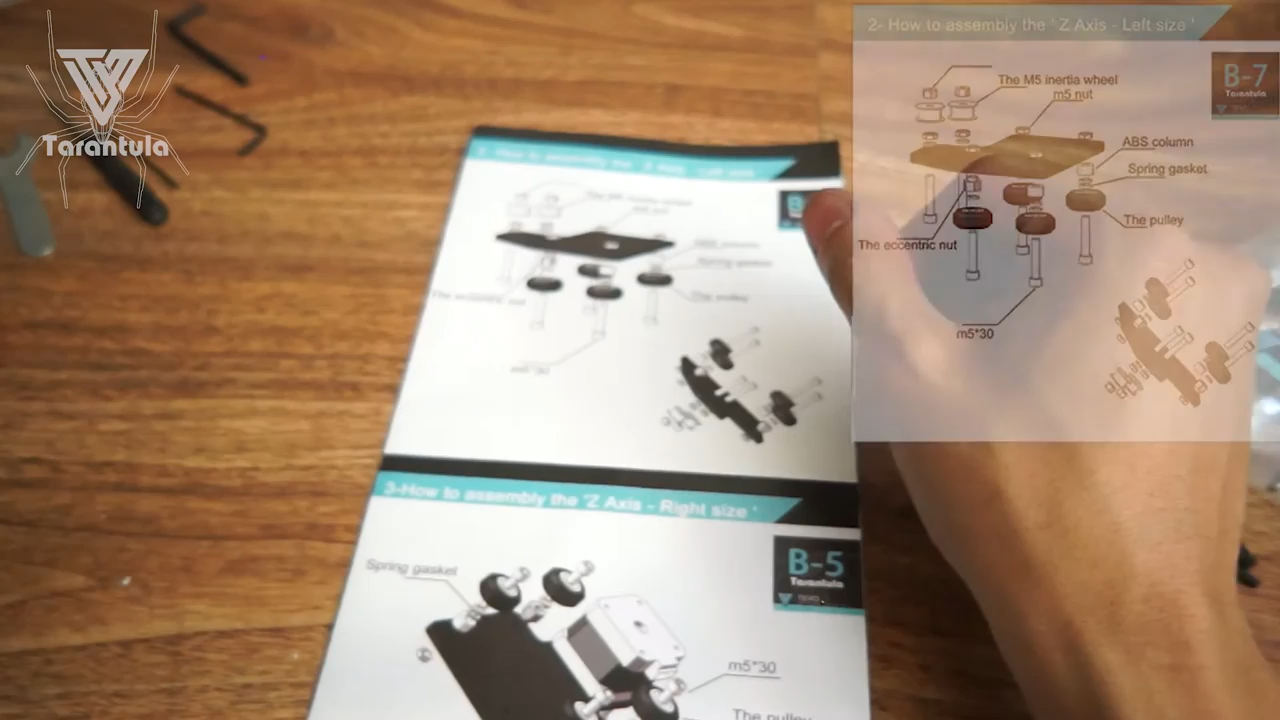 Tarantula
2- How to assembly the ' Z Axis - Left size '
B-7
Tarantula
The M5 inertia wheel
m5 nut
ABS column
Spring gasket
The pulley
The eccentric nut
m5*30
3-How to assembly the 'Z Axis - Right size '
B-5
Tarantula
Spring gasket
m5*30
The pulley